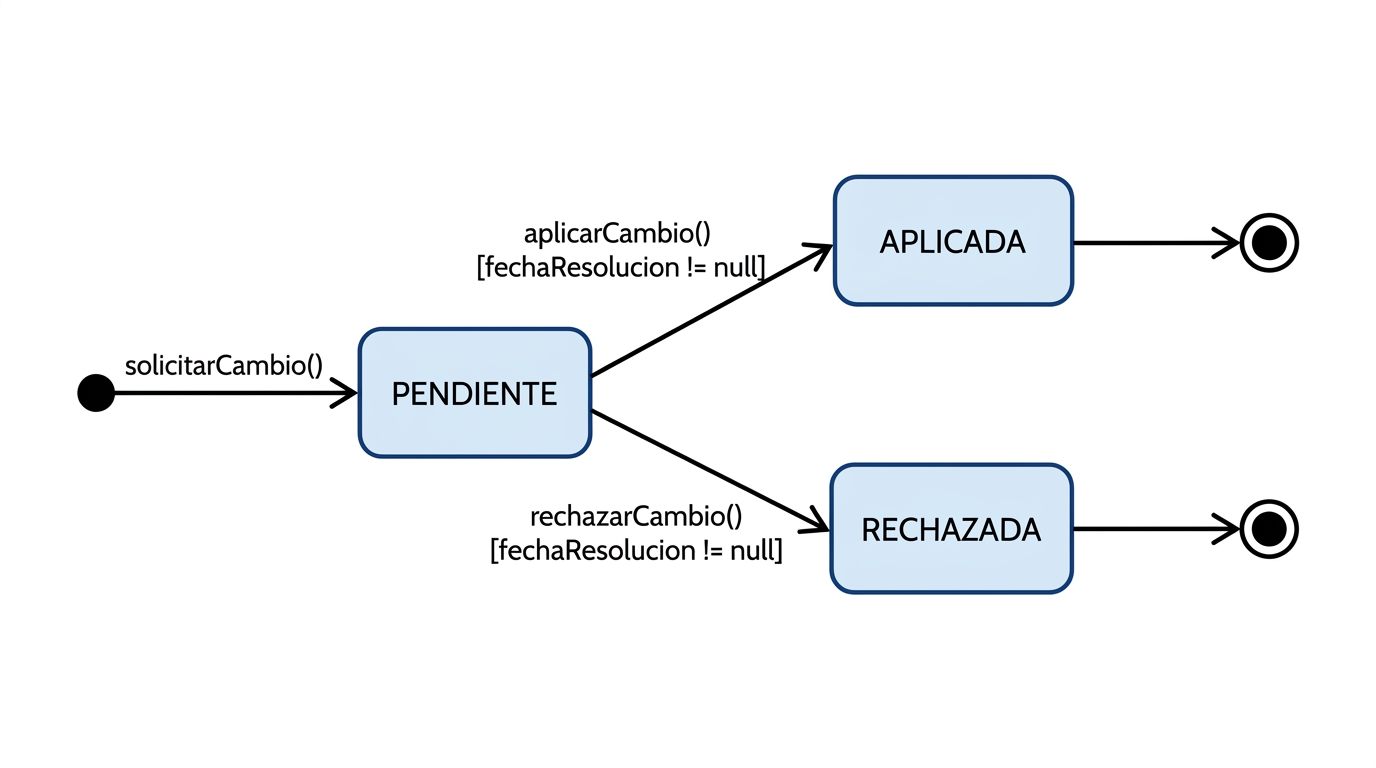 solicitarCambio()
PENDIENTE
aplicarCambio()
[fechaResolucion != null]
APLICADA
rechazarCambio()
[fechaResolucion != null]
RECHAZADA